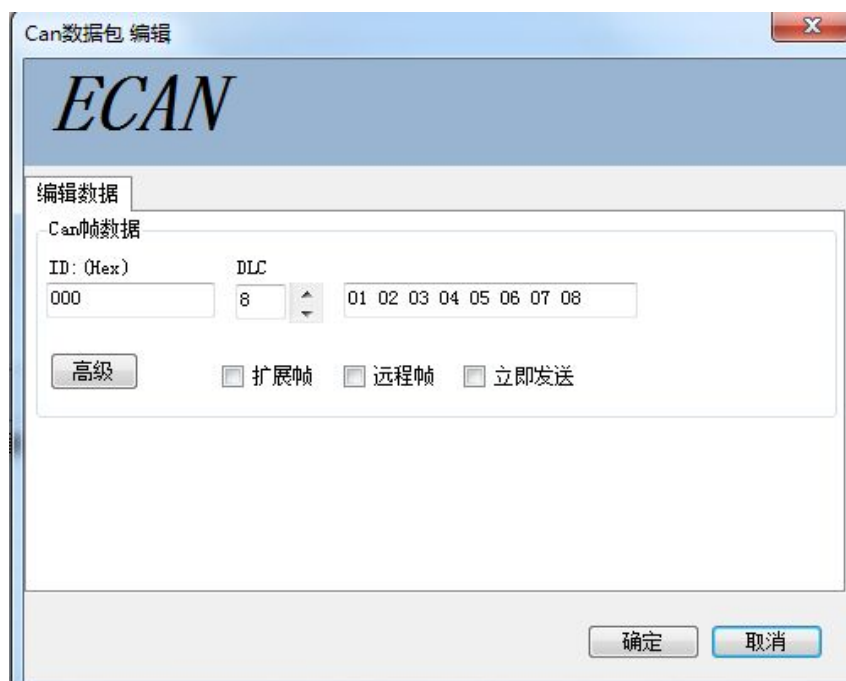 Can数据包 编辑
ECAN
编辑数据
Can帧数据
ID:(Hex) DLC
000 8 01 02 03 04 05 06 07 08
高级 扩展帧 远程帧 立即发送
确定 取消